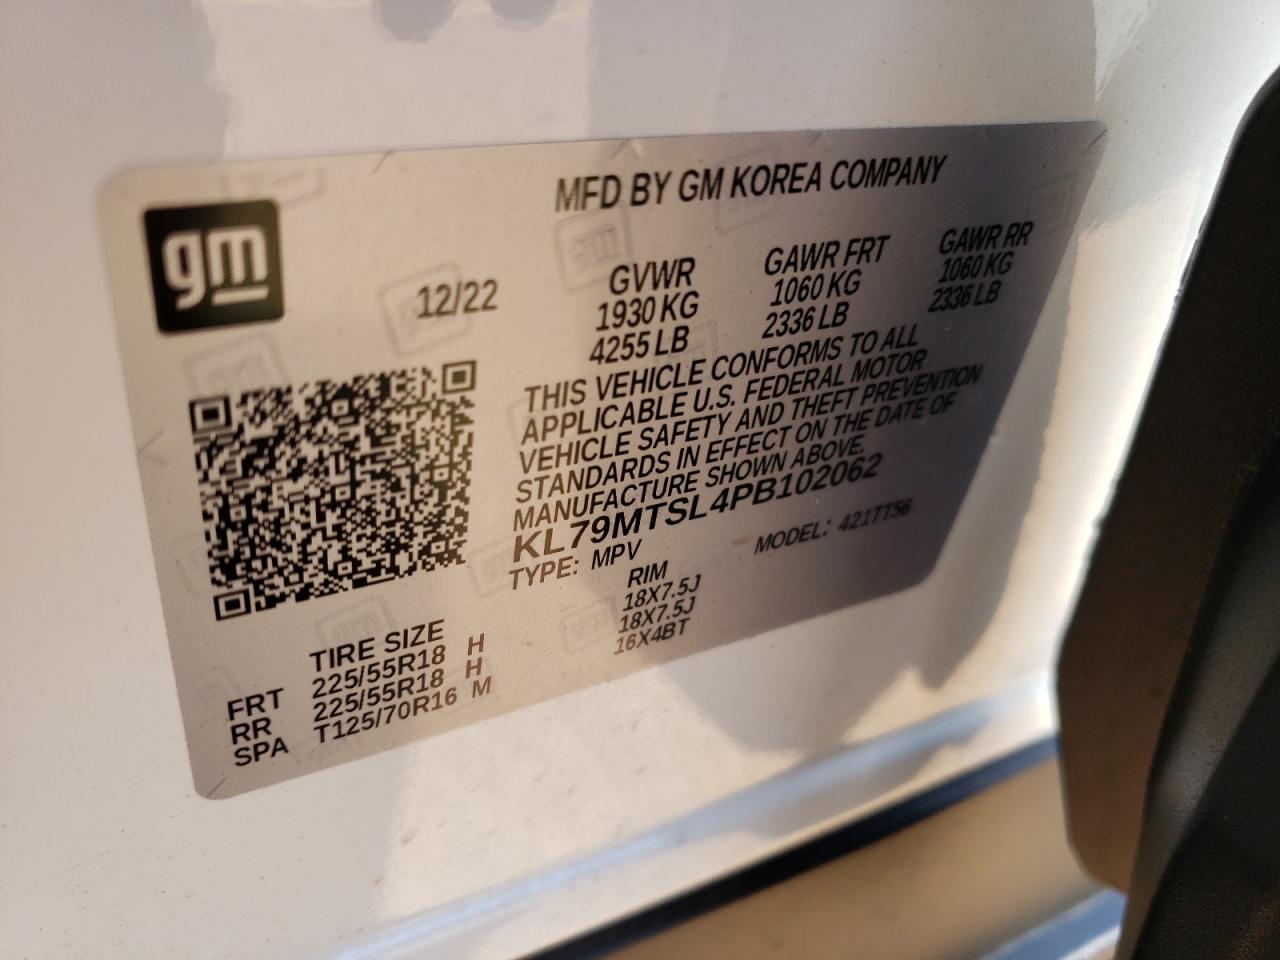 gm
MFD BY GM KOREA COMPANY
12/22
GVWR GAWR FRT GAWR RR
1930 KG 1060 KG 1060 KG
4255 LB 2336 LB 2336 LB
THIS VEHICLE CONFORMS TO ALL
APPLICABLE U.S. FEDERAL MOTOR
VEHICLE SAFETY AND THEFT PREVENTION
STANDARDS IN EFFECT ON THE DATE OF
MANUFACTURE SHOWN ABOVE.
KL79MTSL4PB102062
TYPE: MPV MODEL: 421TT56
TIRE SIZE RIM
FRT 225/55R18 H 18X7.5J
RR 225/55R18 H 18X7.5J
SPA T125/70R16 M 16X4BT